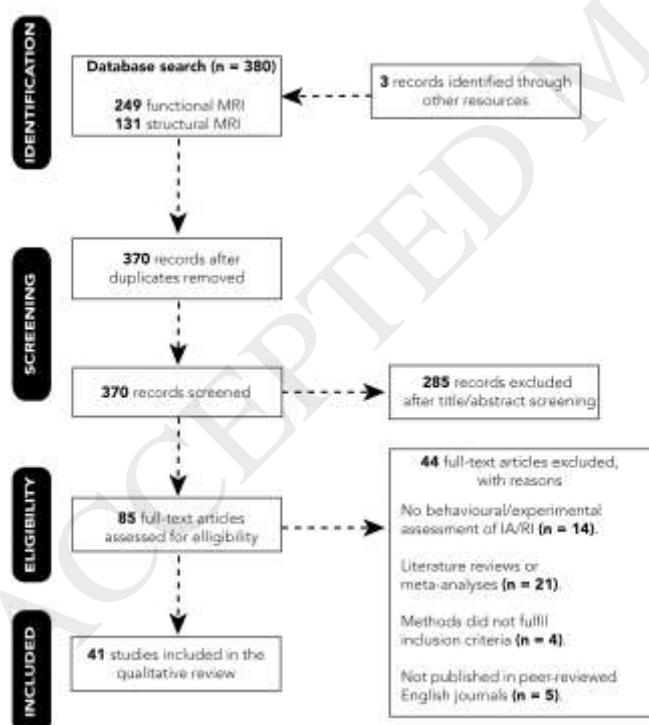 IDENTIFICATION
Database search (n = 380)
249 functional MRI
131 structural MRI
3 records identified through
other resources
SCREENING
370 records after
duplicates removed
370 records screened
285 records excluded
after title/abstract screening
ELIGIBILITY
85 full-text articles
assessed for elligibility
44 full-text articles excluded,
with reasons
No behavioural/experimental
assessment of IA/RI (n = 14).
Literature reviews or
meta-analyses (n = 21).
Methods did not fulfill
inclusion criteria (n = 4).
Not published in peer-reviewed
English journals (n = 5).
INCLUDED
41 studies included in the
qualitative review
ACCEPTED M